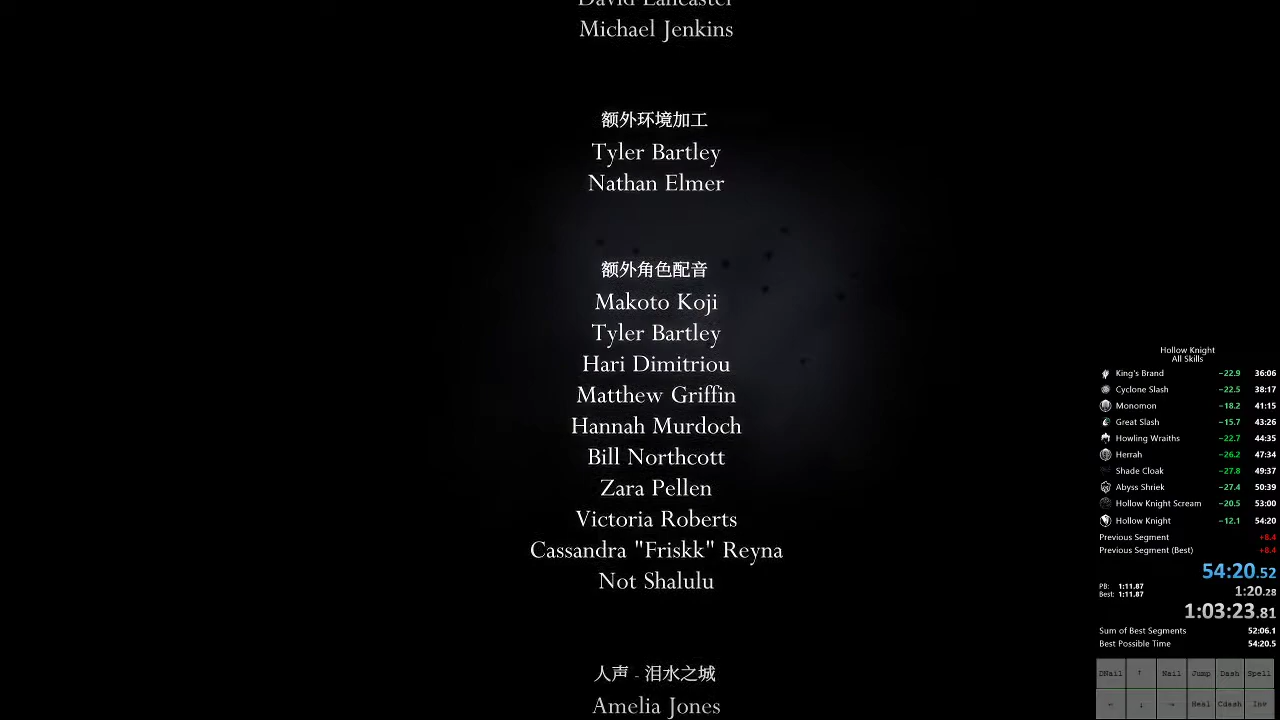 David Lancaster
Michael Jenkins
额外环境加工
Tyler Bartley
Nathan Elmer
额外角色配音
Makoto Koji
Tyler Bartley
Hari Dimitriou
Matthew Griffin
Hannah Murdoch
Bill Northcott
Zara Pellen
Victoria Roberts
Cassandra "Friskk" Reyna
Not Shalulu
人声 - 泪水之城
Amelia Jones
Hollow Knight
All Skills
King's Brand -22.9 36:06
Cyclone Slash -22.5 38:17
Monomon -18.2 41:15
Great Slash -15.7 43:26
Howling Wraiths -22.7 44:35
Herrah -26.2 47:34
Shade Cloak -27.8 49:37
Abyss Shriek -27.4 50:39
Hollow Knight Scream -20.5 53:00
Hollow Knight -12.1 54:20
Previous Segment +8.4
Previous Segment (Best) +8.4
54:20.52
PB: 1:11.87
Best: 1:11.87
1:20.28
1:03:23.81
Sum of Best Segments 52:06.1
Best Possible Time 54:20.5
DNail ↑ Nail Jump Dash Spell
← ↓ → Heal Cdash Inv